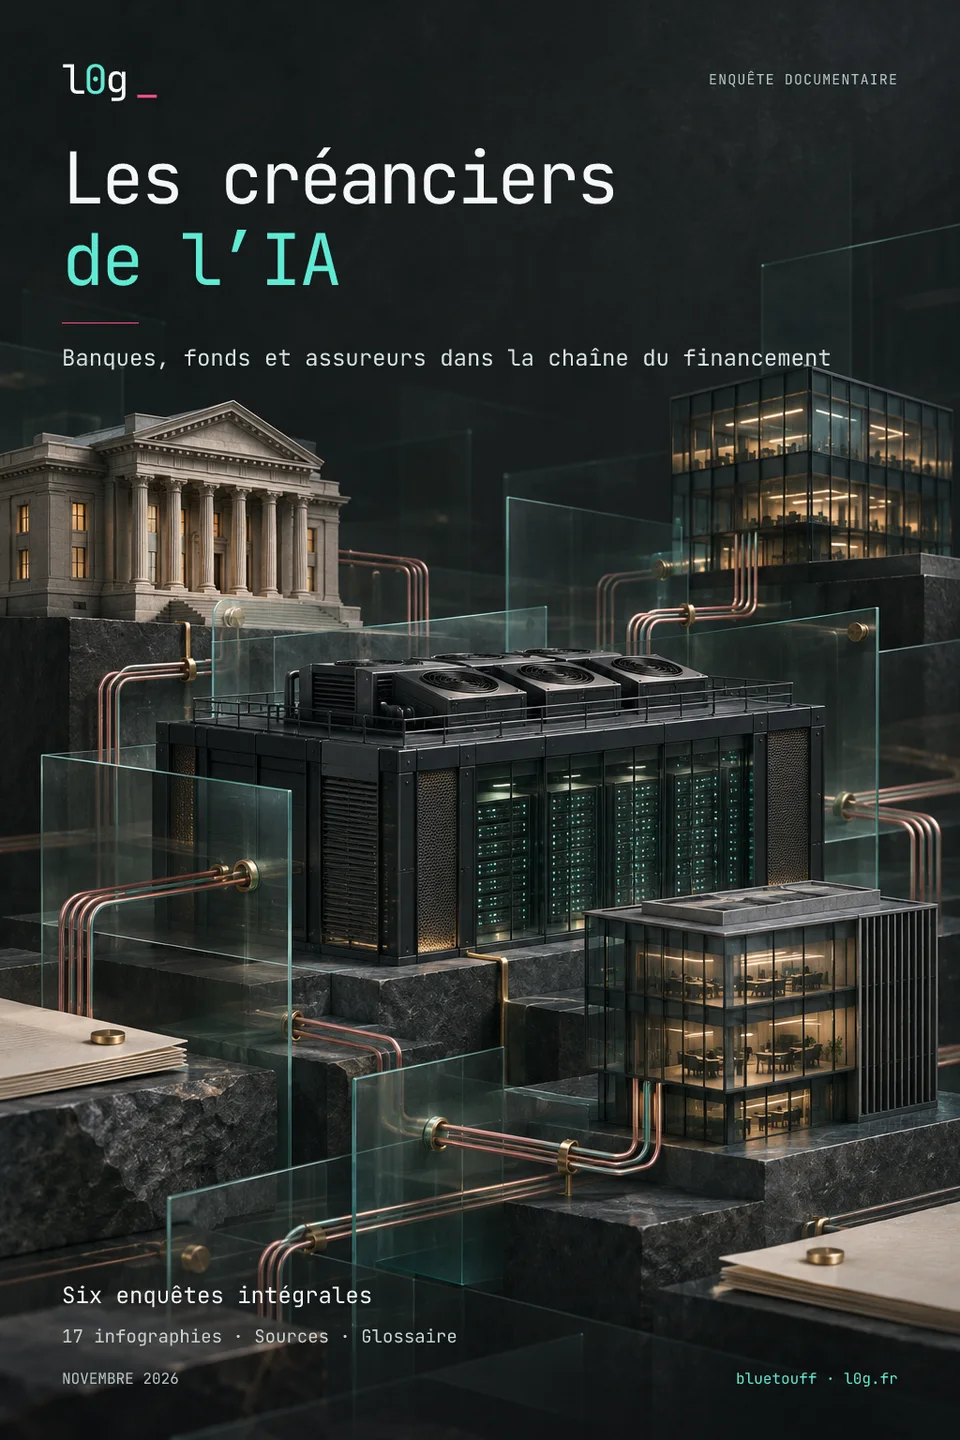 l0g_
ENQUÊTE DOCUMENTAIRE
Les créanciers
de l’IA
Banques, fonds et assureurs dans la chaîne du financement
Six enquêtes intégrales
17 infographies · Sources · Glossaire
NOVEMBRE 2026
bluetouff · l0g.fr